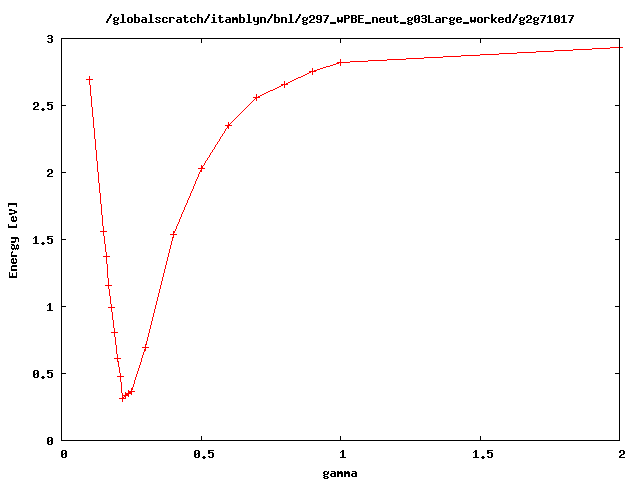 /globalscratch/itamblyn/bnl/g297_wPBE_neut_g03Large_worked/g2g71017
3
2.5
2
1.5
1
0.5
0
Energy [eV]
0 0.5 1 1.5 2
gamma